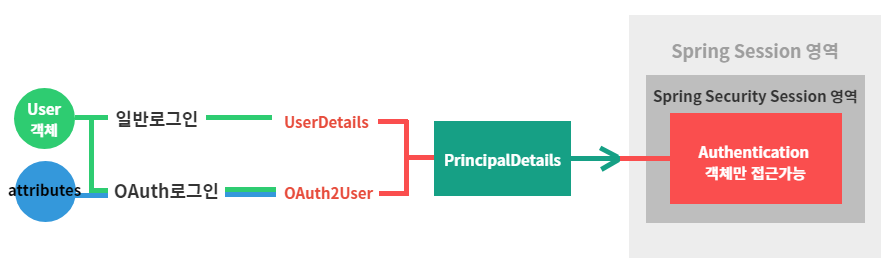 Spring Session 영역
Spring Security Session 영역
User
객체
일반로그인
UserDetails
PrincipalDetails
Authentication
객체만 접근가능
attributes
OAuth로그인
OAuth2User